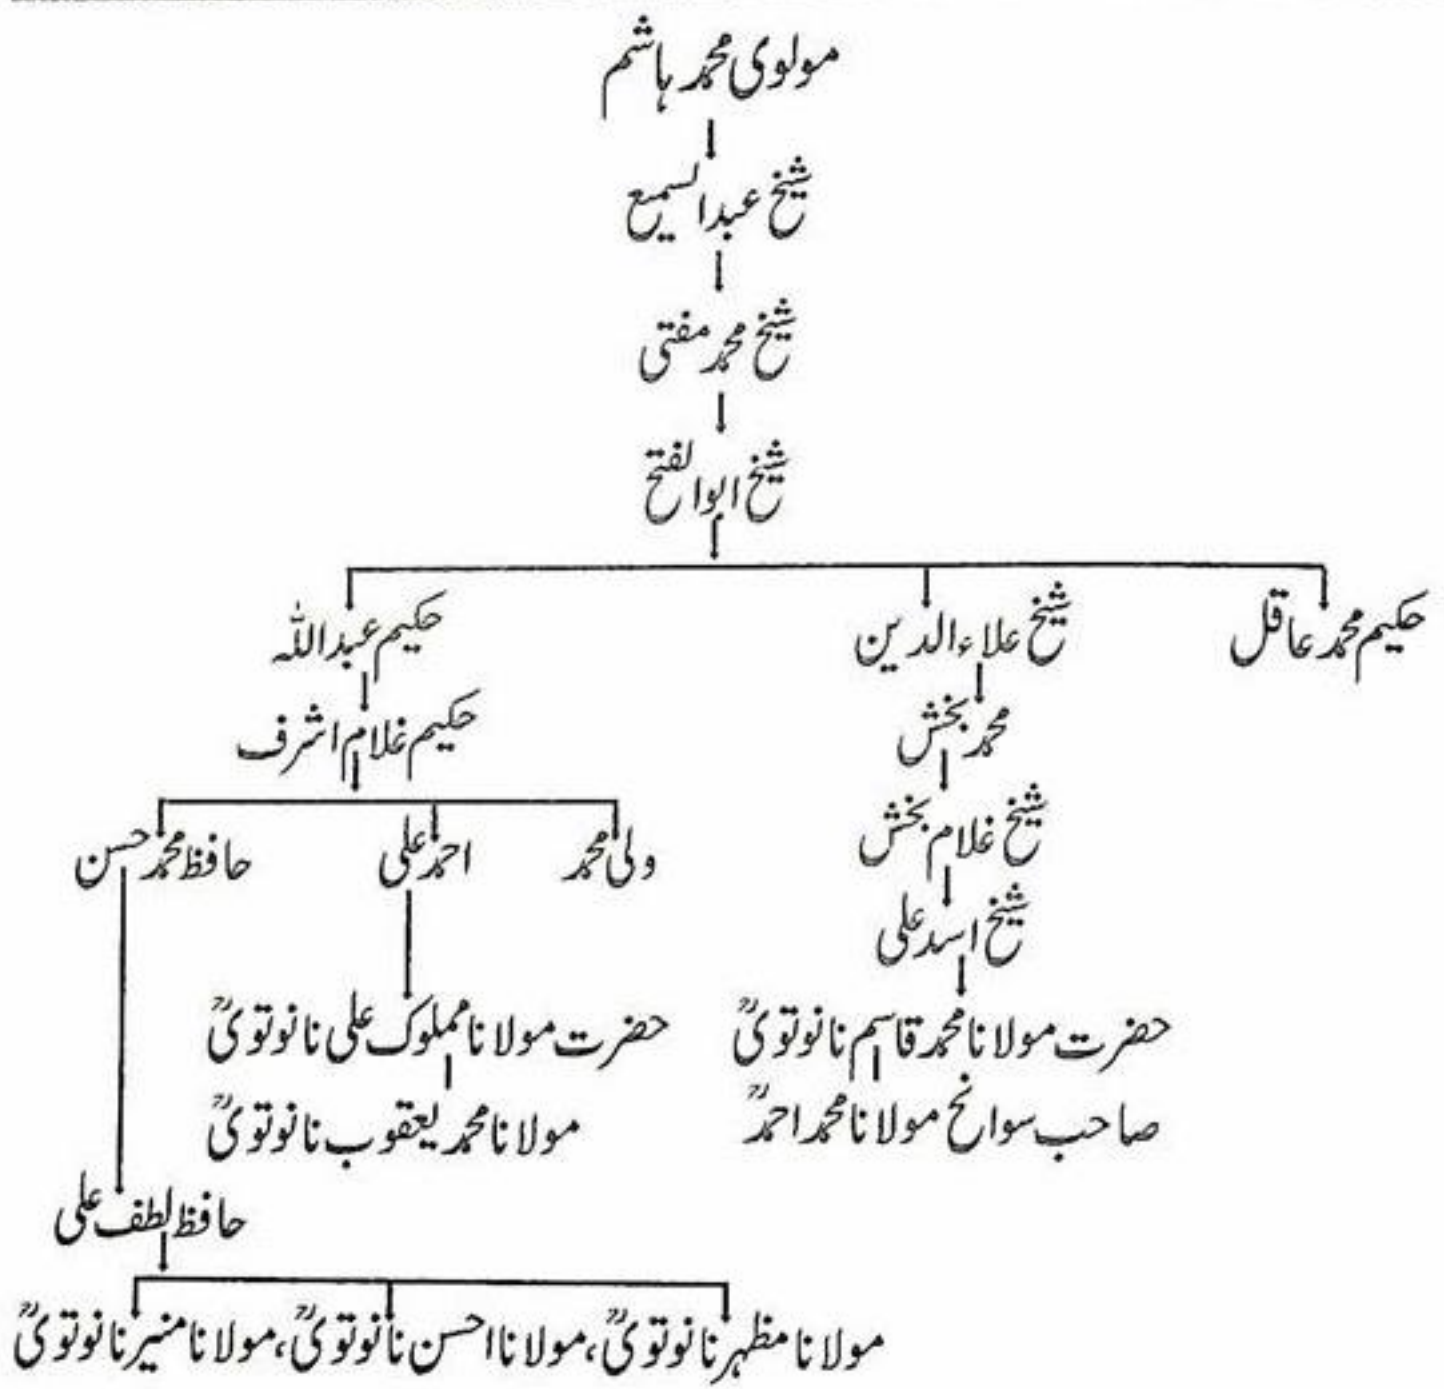 مولوی محمد ہاشم
شیخ عبدالسمیع
شیخ محمد مفتی
شیخ ابوالفتح
حکیم محمد عاقل
شیخ علاءالدین
حکیم عبداللہ
محمد بخش
حکیم غلام اشرف
شیخ غلام بخش
ولی محمد
احمد علی
حافظ محمد حسن
شیخ اسد علی
حضرت مولانا محمد قاسم نانوتویؒ
حضرت مولانا مملوک علی نانوتویؒ
صاحب سوانح مولانا محمد احمدؒ
مولانا محمد یعقوب نانوتویؒ
حافظ لطف علی
مولانا مظہر نانوتویؒ، مولانا احسن نانوتویؒ، مولانا منیر نانوتویؒ